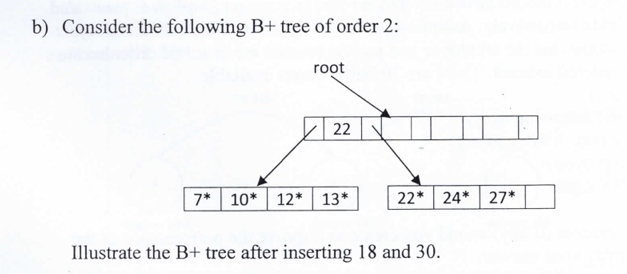 b) Consider the following B+ tree of order 2:
root
22
7* 10* 12* 13* 22* 24* 27*
Illustrate the B+ tree after inserting 18 and 30.